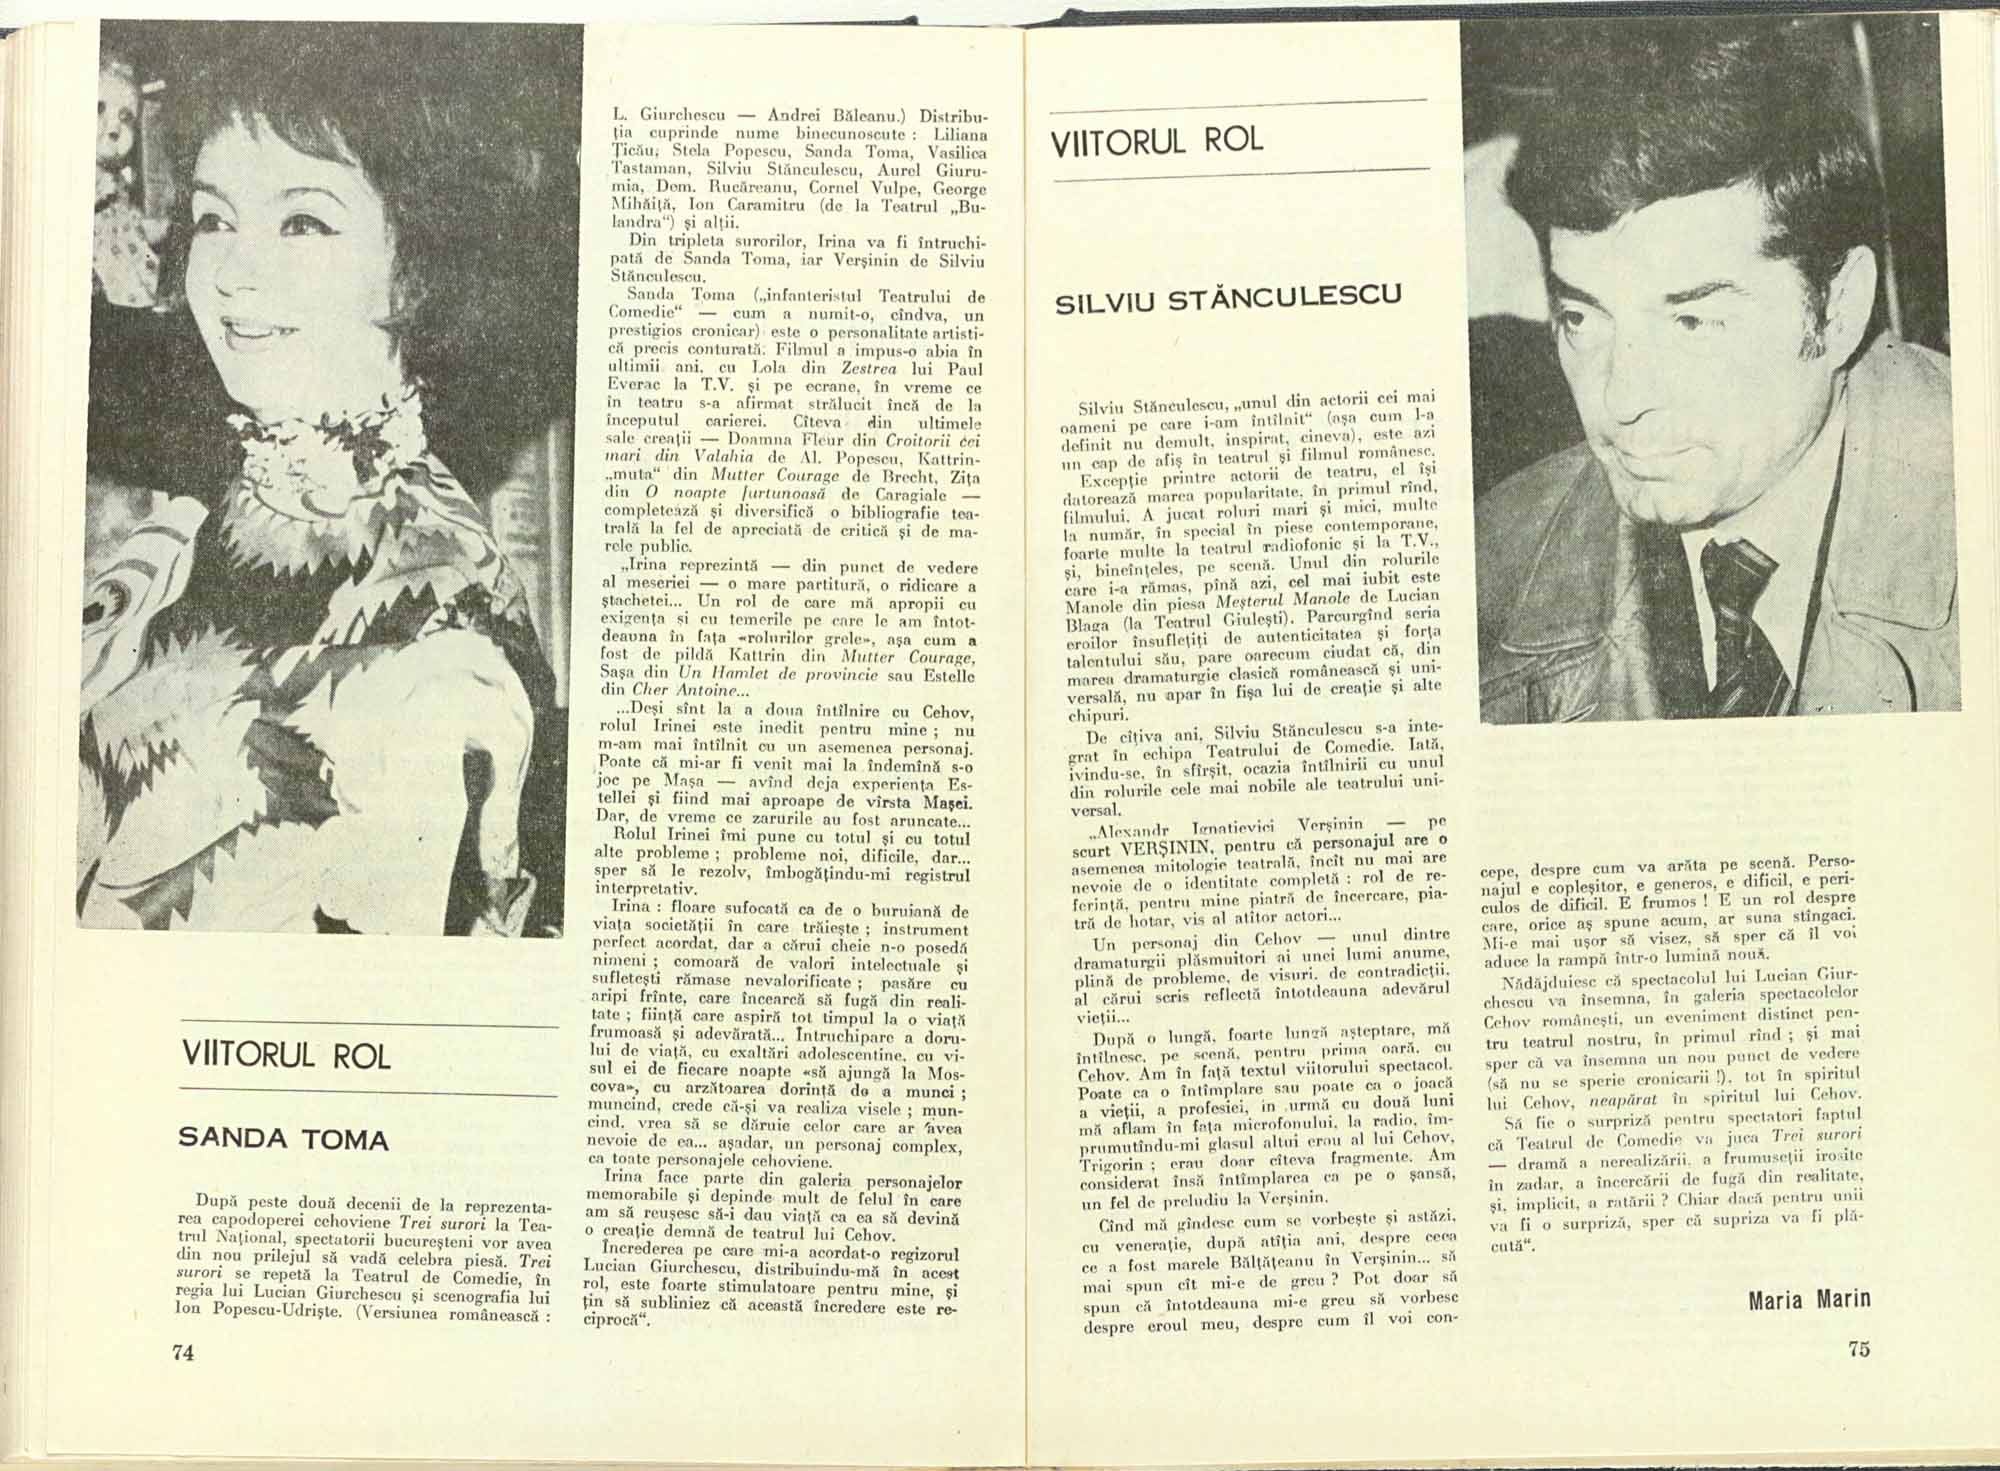 VIITORUL ROL
SANDA TOMA
După peste două decenii de la reprezenta-
rea capodoperei cehoviene Trei surori la Tea-
trul Național, spectatorii bucureșteni vor avea
din nou prilejul să vadă celebra piesă. Trei
surori se repetă la Teatrul de Comedie, în
regia lui Lucian Giurchescu și scenografia lui
Ion Popescu-Udriște. (Versiunea românească :
74
L. Giurchescu — Andrei Băleanu.) Distribu-
ția cuprinde nume binecunoscute : Liliana
Țicău, Stela Popescu, Sanda Toma, Vasilica
Tastaman, Silviu Stănculescu, Aurel Giuru-
mia, Dem. Rucăreanu, Cornel Vulpe, George
Mihăiță, Ion Caramitru (de la Teatrul „Bu-
landra“) și alții.
Din tripleta surorilor, Irina va fi întruchi-
pată de Sanda Toma, iar Verșinin de Silviu
Stănculescu.
Sanda Toma („infanteristul Teatrului de
Comedie“ — cum a numit-o, cîndva, un
prestigios cronicar) este o personalitate artisti-
că precis conturată. Filmul a impus-o abia în
ultimii ani, cu Lola din Zestrea lui Paul
Everac la T.V. și pe ecrane, în vreme ce
în teatru s-a afirmat strălucit încă de la
începutul carierei. Cîteva din ultimele
sale creații — Doamna Fleur din Croitorii cei
mari din Valahia de Al. Popescu, Kattrin-
„muta“ din Mutter Courage de Brecht, Zița
din O noapte furtunoasă de Caragiale —
completează și diversifică o bibliografie tea-
trală la fel de apreciată de critică și de ma-
rele public.
„Irina reprezintă — din punct de vedere
al meseriei — o mare partitură, o ridicare a
ștachetei... Un rol de care mă apropii cu
exigența și cu temerile pe care le am întot-
deauna în fața «rolurilor grele», așa cum a
fost de pildă Kattrin din Mutter Courage,
Sașa din Un Hamlet de provincie sau Estelle
din Cher Antoine...
...Deși sînt la a doua întîlnire cu Cehov,
rolul Irinei este inedit pentru mine ; nu
m-am mai întîlnit cu un asemenea personaj.
Poate că mi-ar fi venit mai la îndemînă s-o
joc pe Mașa — avînd deja experiența Es-
tellei și fiind mai aproape de vîrsta Mașei.
Dar, de vreme ce zarurile au fost aruncate...
Rolul Irinei îmi pune cu totul și cu totul
alte probleme ; probleme noi, dificile, dar...
sper să le rezolv, îmbogățindu-mi registrul
interpretativ.
Irina : floare sufocată ca de o buruiană de
viața societății în care trăiește ; instrument
perfect acordat, dar a cărui cheie n-o posedă
nimeni ; comoară de valori intelectuale și
sufletești rămase nevalorificate ; pasăre cu
aripi frînte, care încearcă să fugă din reali-
tate ; ființă care aspiră tot timpul la o viață
frumoasă și adevărată... Întruchipare a doru-
lui de viață, cu exaltări adolescentine, cu vi-
sul ei de fiecare noapte «să ajungă la Mos-
cova», cu arzătoarea dorință de a munci ;
muncind, crede că-și va realiza visele ; mun-
cind, vrea să se dăruie celor care ar avea
nevoie de ea... așadar, un personaj complex,
ca toate personajele cehoviene.
Irina face parte din galeria personajelor
memorabile și depinde mult de felul în care
am să reușesc să-i dau viață ca ea să devină
o creație demnă de teatrul lui Cehov.
Încrederea pe care mi-a acordat-o regizorul
Lucian Giurchescu, distribuindu-mă în acest
rol, este foarte stimulatoare pentru mine, și
țin să subliniez că această încredere este re-
ciprocă“.
VIITORUL ROL
SILVIU STĂNCULESCU
Silviu Stănculescu, „unul din actorii cei mai
oameni pe care i-am întîlnit“ (așa cum l-a
definit nu demult, inspirat, cineva), este azi
un cap de afiș în teatrul și filmul românesc.
Excepție printre actorii de teatru, el își
datorează marea popularitate, în primul rînd,
filmului. A jucat roluri mari și mici, multe
la număr, în special în piese contemporane,
foarte multe la teatrul radiofonic și la T.V.,
și, bineînțeles, pe scenă. Unul din rolurile
care i-a rămas, pînă azi, cel mai iubit este
Manole din piesa Meșterul Manole de Lucian
Blaga (la Teatrul Giulești). Parcurgînd seria
eroilor însuflețiți de autenticitatea și forța
talentului său, pare oarecum ciudat că, din
marea dramaturgie clasică românească și uni-
versală, nu apar în fișa lui de creație și alte
chipuri.
De cîțiva ani, Silviu Stănculescu s-a inte-
grat în echipa Teatrului de Comedie. Iată,
ivindu-se, în sfîrșit, ocazia întîlnirii cu unul
din rolurile cele mai nobile ale teatrului uni-
versal.
„Alexandr Ignatievici Verșinin — pe
scurt VERȘININ, pentru că personajul are o
asemenea mitologie teatrală, încît nu mai are
nevoie de o identitate completă : rol de re-
ferință, pentru mine piatră de încercare, pia-
tră de hotar, vis al atîtor actori...
Un personaj din Cehov — unul dintre
dramaturgii plăsmuitori ai unei lumi anume,
plină de probleme, de visuri, de contradicții,
al cărui scris reflectă întotdeauna adevărul
vieții...
După o lungă, foarte lungă așteptare, mă
întîlnesc, pe scenă, pentru prima oară, cu
Cehov. Am în față textul viitorului spectacol.
Poate ca o întîmplare sau poate ca o joacă
a vieții, a profesiei, in urmă cu două luni
mă aflam în fața microfonului, la radio, îm-
prumutîndu-mi glasul altui erou al lui Cehov,
Trigorin ; erau doar cîteva fragmente. Am
considerat însă întîmplarea ca pe o șansă,
un fel de preludiu la Verșinin.
Cînd mă gîndesc cum se vorbește și astăzi,
cu venerație, după atîția ani, despre ceea
ce a fost marele Bălțățeanu în Verșinin... să
mai spun cît mi-e de greu ? Pot doar să
spun că întotdeauna mi-e greu să vorbesc
despre eroul meu, despre cum îl voi con-
cepe, despre cum va arăta pe scenă. Perso-
najul e copleșitor, e generos, e dificil, e peri-
culos de dificil. E frumos ! E un rol despre
care, orice aș spune acum, ar suna stîngaci.
Mi-e mai ușor să visez, să sper că îl voi
aduce la rampă într-o lumină nouă.
Nădăjduiesc că spectacolul lui Lucian Giur-
chescu va însemna, în galeria spectacolelor
Cehov românești, un eveniment distinct pen-
tru teatrul nostru, în primul rînd ; și mai
sper că va însemna un nou punct de vedere
(să nu se sperie cronicarii !), tot în spiritul
lui Cehov, neapărat în spiritul lui Cehov.
Să fie o surpriză pentru spectatori faptul
că Teatrul de Comedie va juca Trei surori
— dramă a nerealizării, a frumuseții irosite
în zadar, a încercării de fugă din realitate,
și, implicit, a ratării ? Chiar dacă pentru unii
va fi o surpriză, sper că supriza va fi plă-
cută“.
Maria Marin
75